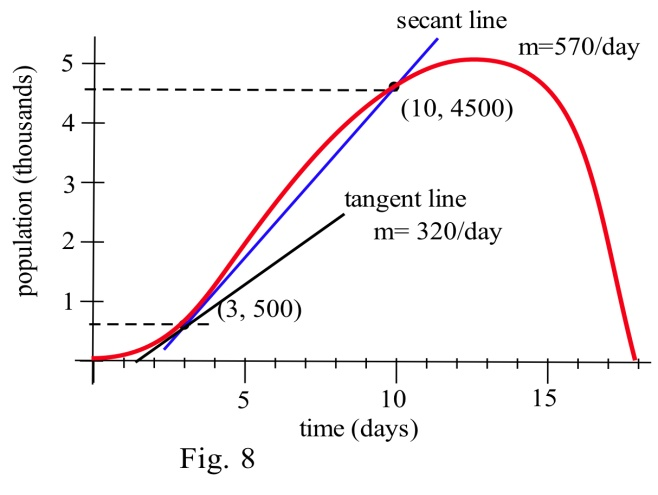 secant line
m=570/day
(10, 4500)
tangent line
m= 320/day
(3, 500)
population (thousands)
5
4
3
2
1
5
10
15
time (days)
Fig. 8